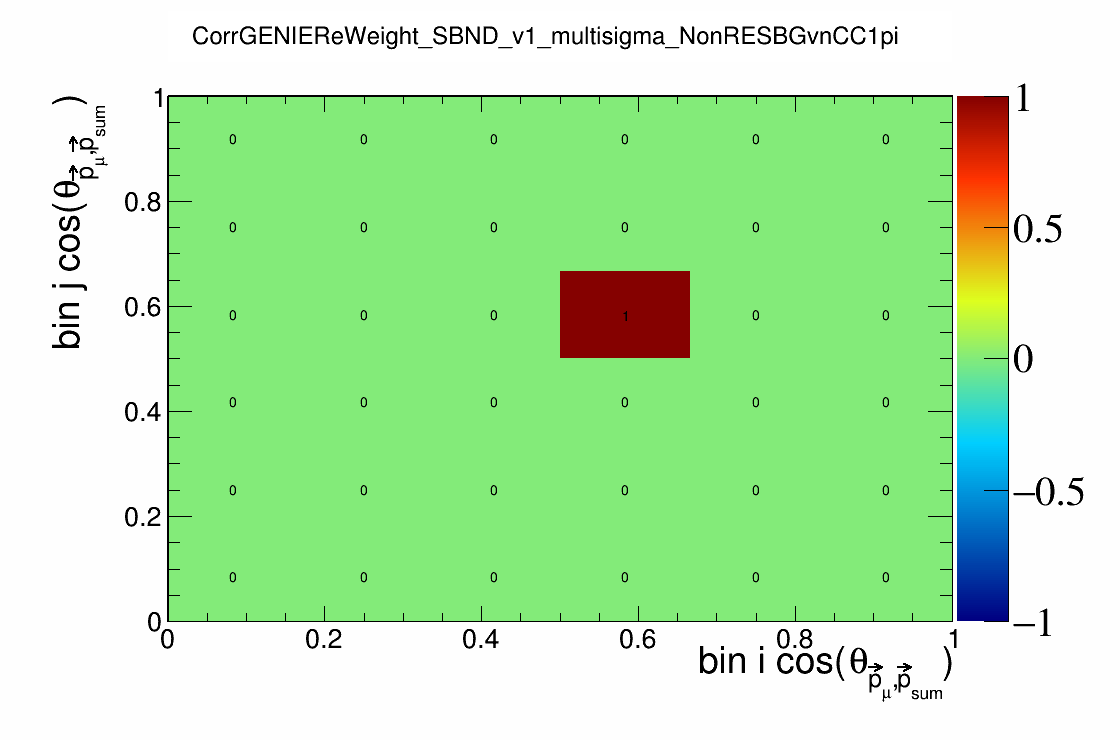 CorrGENIEReWeight_SBND_v1_multisigma_NonRESBGvnCC1pi
bin j cos(θ p⃗μ,p⃗sum)
1
0.8
0.6
0.4
0.2
0
0 0 0 0 0 0
0 0 0 0 0 0
0 0 0 1 0 0
0 0 0 0 0 0
0 0 0 0 0 0
0 0 0 0 0 0
0 0.2 0.4 0.6 0.8 1
bin i cos(θ p⃗μ,p⃗sum)
1
0.5
0
−0.5
−1